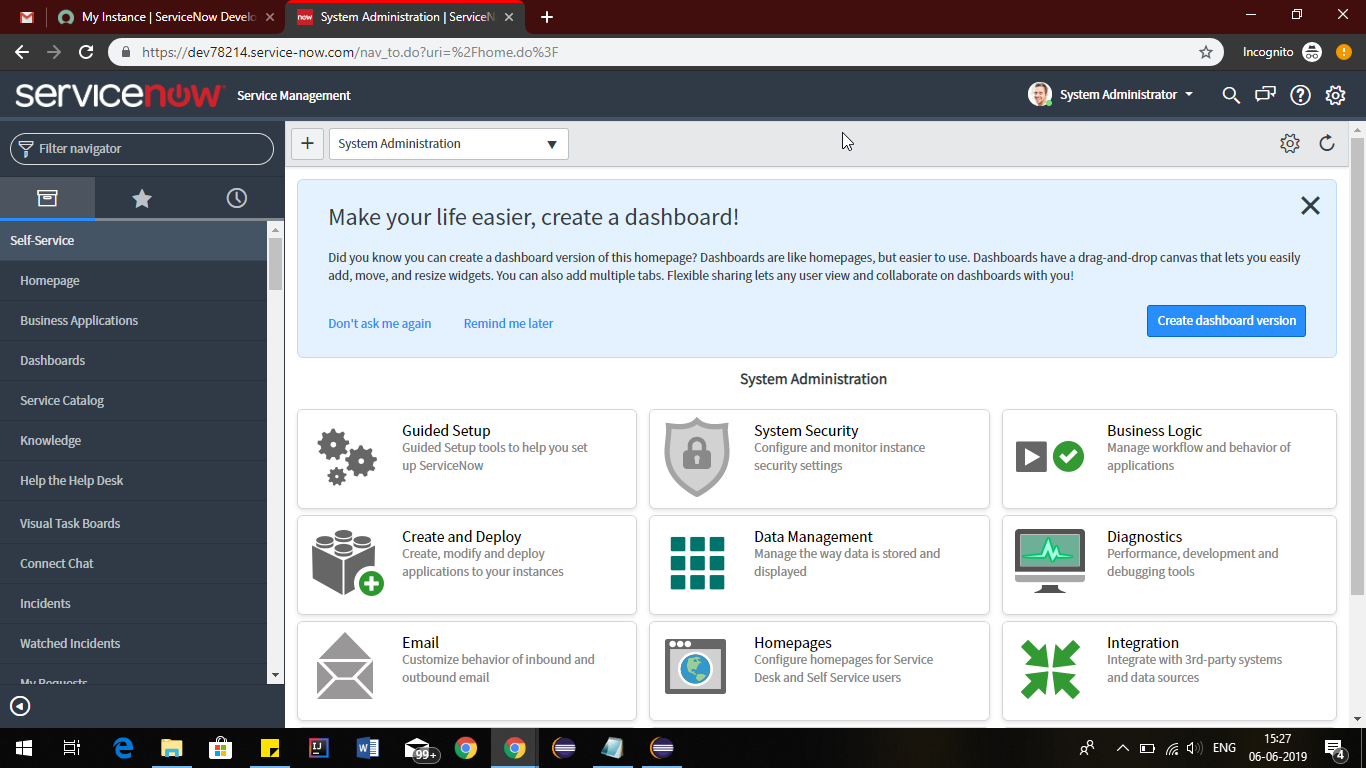 My Instance | ServiceNow Develo
System Administration | ServiceN
https://dev78214.service-now.com/nav_to.do?uri=%2Fhome.do%3F
Incognito
servicenow
Service Management
System Administrator
Filter navigator
System Administration
Self-Service
Homepage
Business Applications
Dashboards
Service Catalog
Knowledge
Help the Help Desk
Visual Task Boards
Connect Chat
Incidents
Watched Incidents
My Requests
Make your life easier, create a dashboard!
Did you know you can create a dashboard version of this homepage? Dashboards are like homepages, but easier to use. Dashboards have a drag-and-drop canvas that lets you easily
add, move, and resize widgets. You can also add multiple tabs. Flexible sharing lets any user view and collaborate on dashboards with you!
Don't ask me again
Remind me later
Create dashboard version
System Administration
Guided Setup
Guided Setup tools to help you set
up ServiceNow
System Security
Configure and monitor instance
security settings
Business Logic
Manage workflow and behavior of
applications
Create and Deploy
Create, modify and deploy
applications to your instances
Data Management
Manage the way data is stored and
displayed
Diagnostics
Performance, development and
debugging tools
Email
Customize behavior of inbound and
outbound email
Homepages
Configure homepages for Service
Desk and Self Service users
Integration
Integrate with 3rd-party systems
and data sources
99+
ENG
15:27
06-06-2019
4